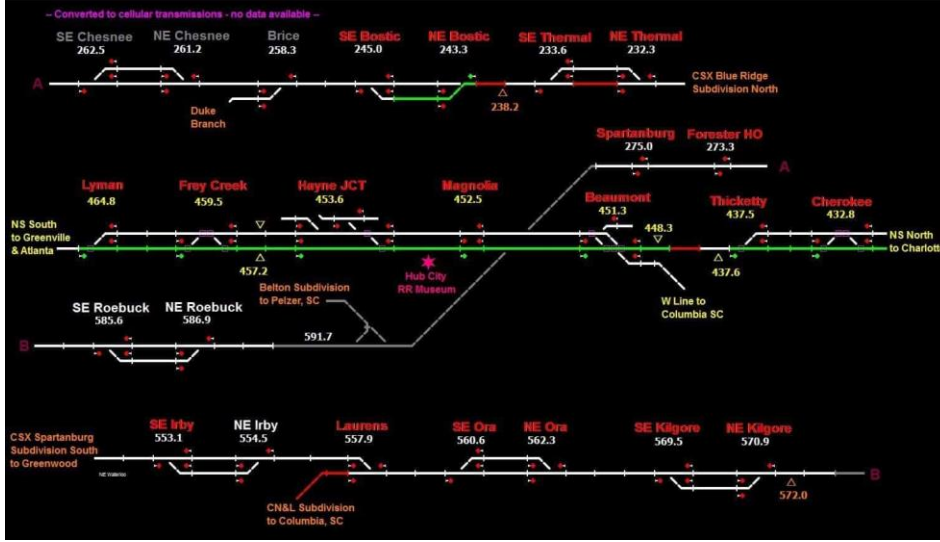 -- Converted to cellular transmissions - no data available --
SE Chesnee
262.5
NE Chesnee
261.2
Brice
258.3
SE Bostic
245.0
NE Bostic
243.3
SE Thermal
233.6
NE Thermal
232.3
A
CSX Blue Ridge
Subdivision North
Duke
Branch
238.2
Spartanburg
275.0
Forester HO
273.3
A
Lyman
464.8
Frey Creek
459.5
Hayne JCT
453.6
Magnolia
452.5
Beaumont
451.3
448.3
Thicketty
437.5
Cherokee
432.8
NS South
to Greenville
& Atlanta
NS North
to Charlott
457.2
437.6
Hub City
RR Museum
Belton Subdivision
to Pelzer, SC
W Line to
Columbia SC
SE Roebuck
585.6
NE Roebuck
586.9
591.7
B
SE Irby
553.1
NE Irby
554.5
Laurens
557.9
SE Ora
560.6
NE Ora
562.3
SE Kilgore
569.5
NE Kilgore
570.9
CSX Spartanburg
Subdivision South
to Greenwood
NE Waterloo
B
572.0
CN&L Subdivision
to Columbia, SC